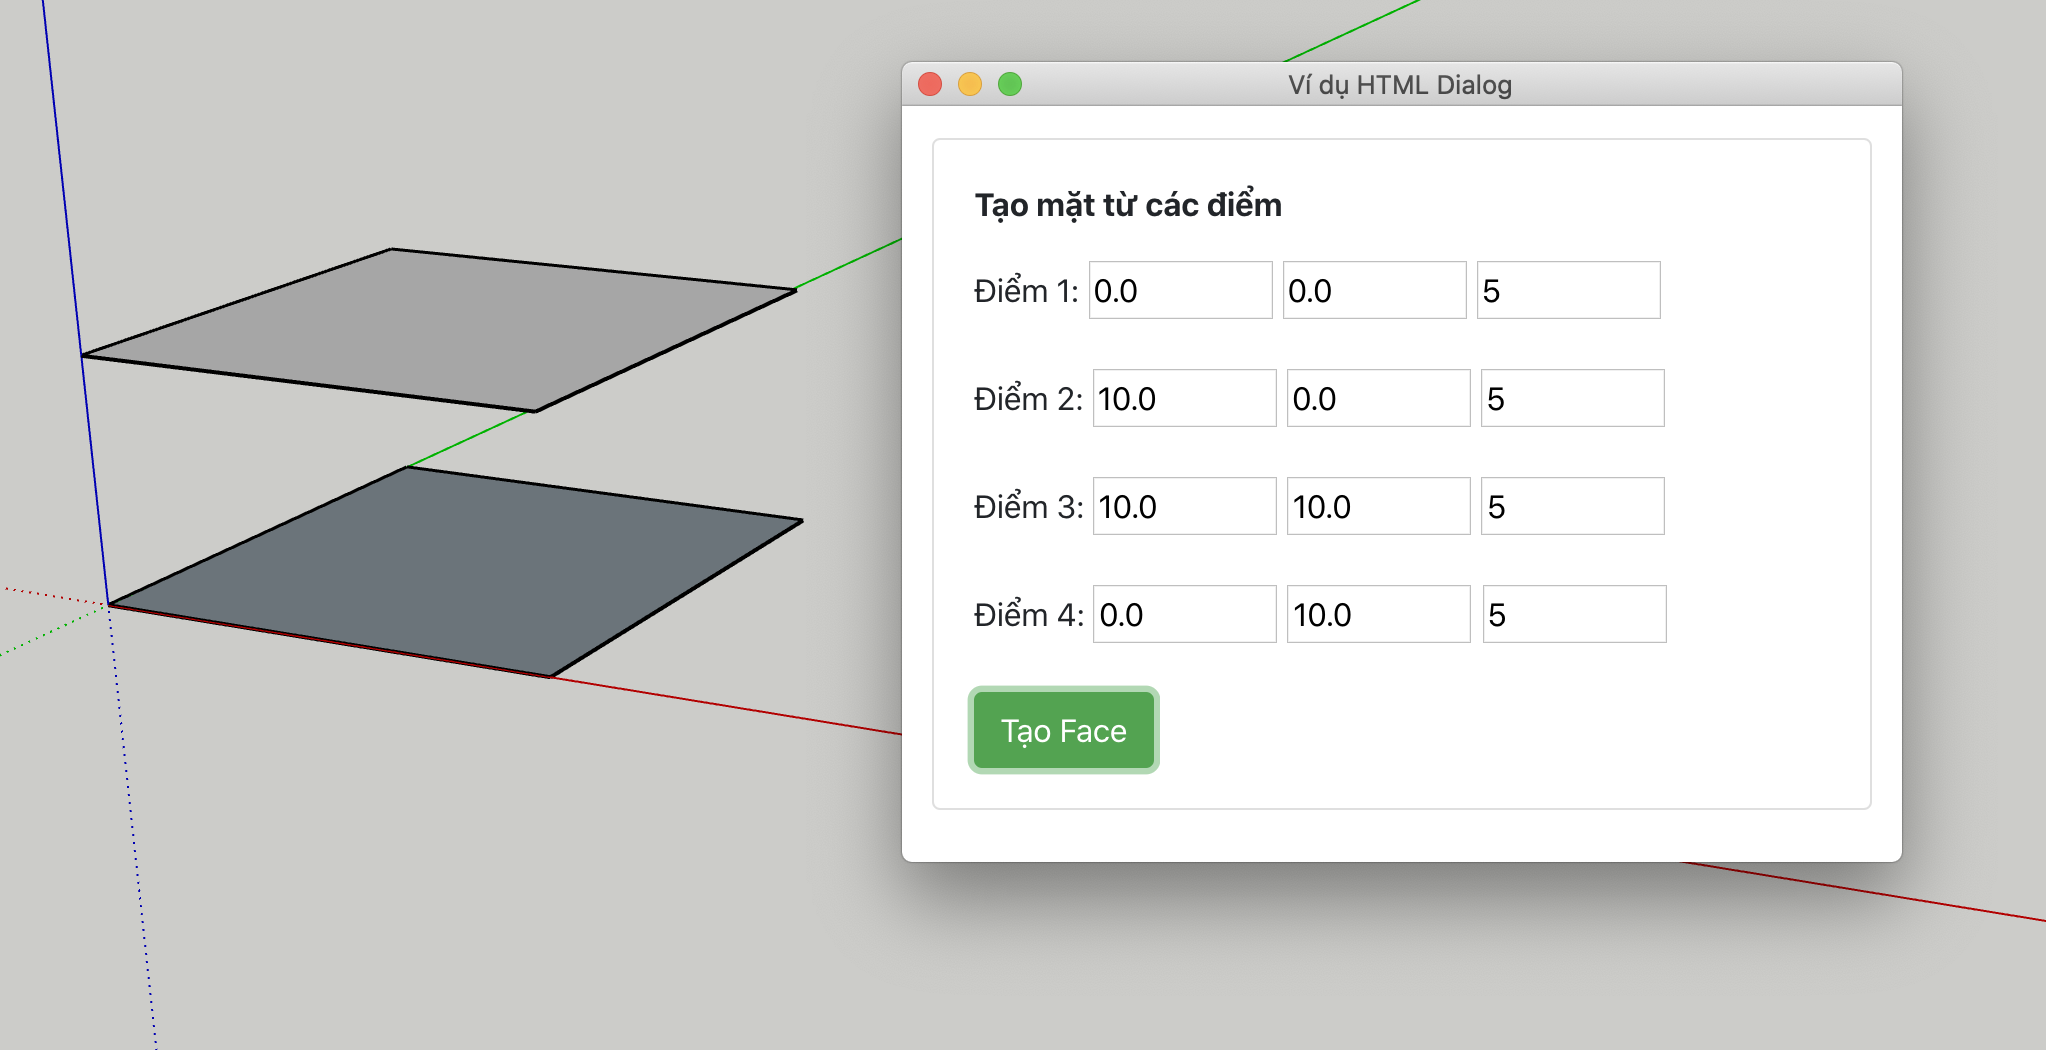 Ví dụ HTML Dialog
Tạo mặt từ các điểm
Điểm 1: 0.0 0.0 5
Điểm 2: 10.0 0.0 5
Điểm 3: 10.0 10.0 5
Điểm 4: 0.0 10.0 5
Tạo Face